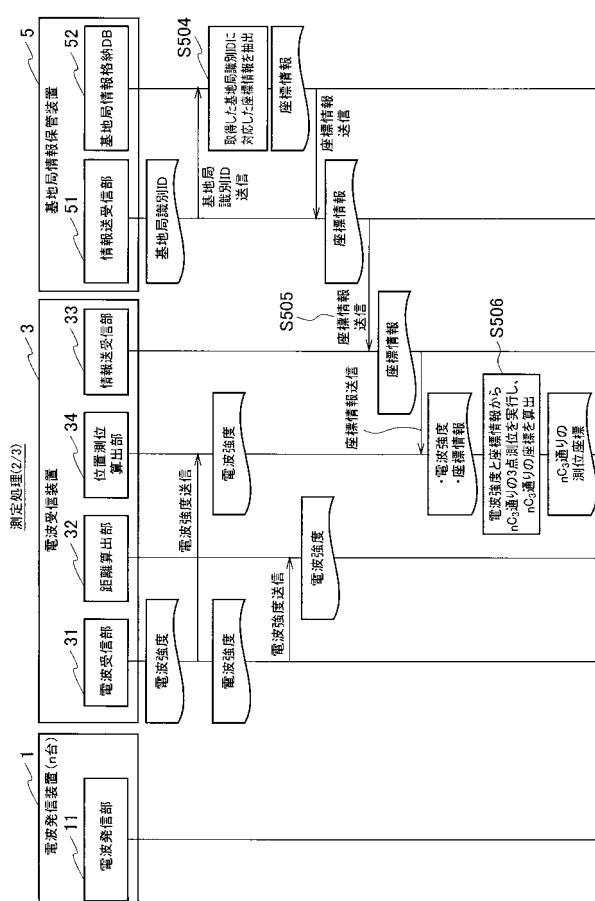 測定処理(2/3)
1
電波発信装置(n台)
11
電波発信部
3
電波受信装置
31
電波受信部
32
距離算出部
34
位置測位
算出部
33
情報送受信部
5
基地局情報保管装置
51
情報送受信部
52
基地局情報格納DB
電波強度
基地局識別ID
電波強度送信
基地局
識別ID
送信
電波強度
電波強度
S504
取得した基地局識別IDに
対応した座標情報を抽出
座標情報
電波強度送信
電波強度
座標情報
送信
座標情報
S505
座標情報
送信
座標情報
座標情報送信
・電波強度
・座標情報
S506
電波強度と座標情報から
nC₃通りの3点測位を実行し、
nC₃通りの座標を算出
nC₃通りの
測位座標